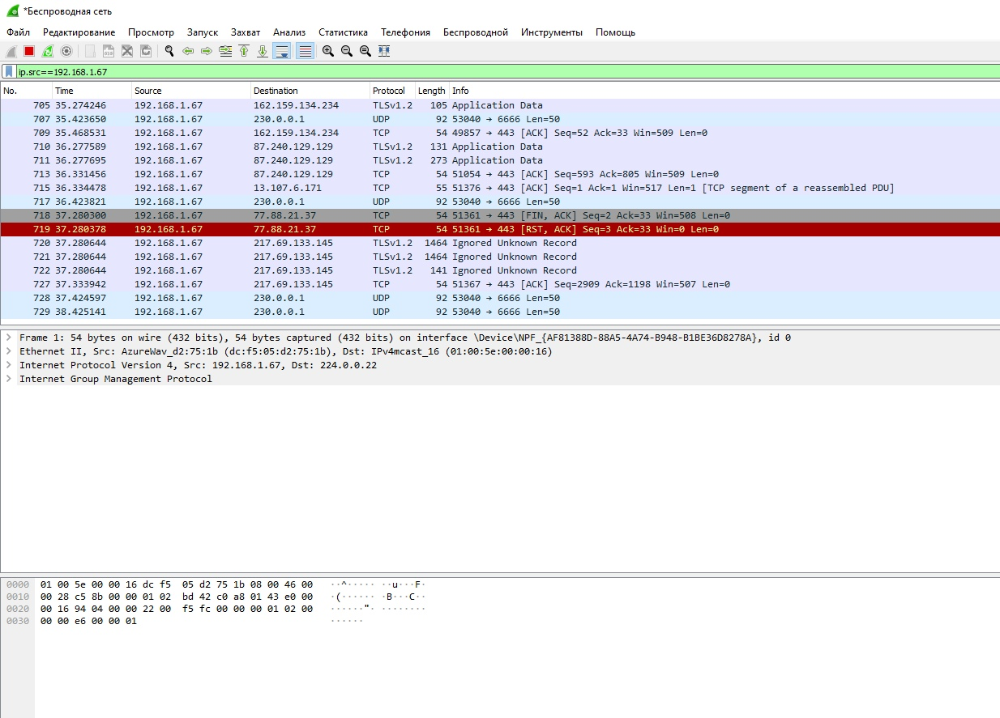 *Беспроводная сеть
Файл Редактирование Просмотр Запуск Захват Анализ Статистика Телефония Беспроводной Инструменты Помощь
ip.src==192.168.1.67
No. Time Source Destination Protocol Length Info
705 35.274246 192.168.1.67 162.159.134.234 TLSv1.2 105 Application Data
707 35.423650 192.168.1.67 230.0.0.1 UDP 92 53040 → 6666 Len=50
709 35.468531 192.168.1.67 162.159.134.234 TCP 54 49857 → 443 [ACK] Seq=52 Ack=33 Win=509 Len=0
710 36.277589 192.168.1.67 87.240.129.129 TLSv1.2 131 Application Data
711 36.277695 192.168.1.67 87.240.129.129 TLSv1.2 273 Application Data
713 36.331456 192.168.1.67 87.240.129.129 TCP 54 51054 → 443 [ACK] Seq=593 Ack=805 Win=509 Len=0
715 36.334478 192.168.1.67 13.107.6.171 TCP 55 51376 → 443 [ACK] Seq=1 Ack=1 Win=517 Len=1 [TCP segment of a reassembled PDU]
717 36.423821 192.168.1.67 230.0.0.1 UDP 92 53040 → 6666 Len=50
718 37.280300 192.168.1.67 77.88.21.37 TCP 54 51361 → 443 [FIN, ACK] Seq=2 Ack=33 Win=508 Len=0
719 37.280378 192.168.1.67 77.88.21.37 TCP 54 51361 → 443 [RST, ACK] Seq=3 Ack=33 Win=0 Len=0
720 37.280644 192.168.1.67 217.69.133.145 TLSv1.2 1464 Ignored Unknown Record
721 37.280644 192.168.1.67 217.69.133.145 TLSv1.2 1464 Ignored Unknown Record
722 37.280644 192.168.1.67 217.69.133.145 TLSv1.2 141 Ignored Unknown Record
727 37.333942 192.168.1.67 217.69.133.145 TCP 54 51367 → 443 [ACK] Seq=2909 Ack=1198 Win=507 Len=0
728 37.424597 192.168.1.67 230.0.0.1 UDP 92 53040 → 6666 Len=50
729 38.425141 192.168.1.67 230.0.0.1 UDP 92 53040 → 6666 Len=50
Frame 1: 54 bytes on wire (432 bits), 54 bytes captured (432 bits) on interface \Device\NPF_{AF81388D-88A5-4A74-B948-B1BE36D8278A}, id 0
Ethernet II, Src: AzureWav_d2:75:1b (dc:f5:05:d2:75:1b), Dst: IPv4mcast_16 (01:00:5e:00:00:16)
Internet Protocol Version 4, Src: 192.168.1.67, Dst: 224.0.0.22
Internet Group Management Protocol
0000 01 00 5e 00 00 16 dc f5 05 d2 75 1b 08 00 46 00 ··^····· ··u···F·
0010 00 28 c5 8b 00 00 01 02 bd 42 c0 a8 01 43 e0 00 ·(······ ·B···C··
0020 00 16 94 04 00 00 22 00 f5 fc 00 00 00 01 02 00 ······"· ········
0030 00 00 e6 00 00 01 ······